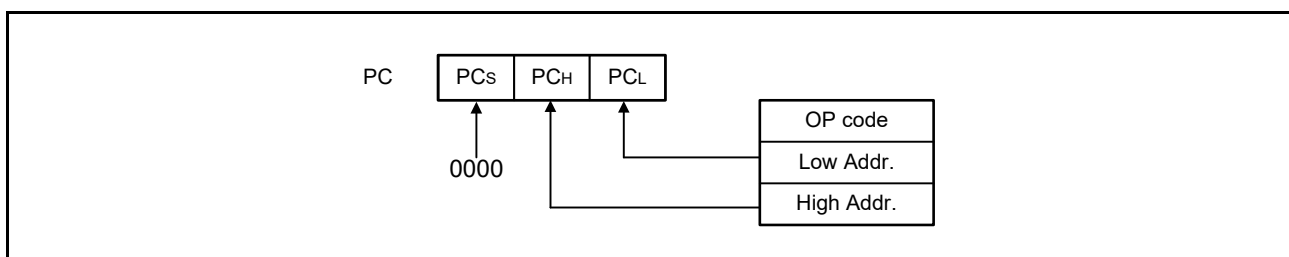 PC PCS PCH PCL
OP code
0000 Low Addr.
High Addr.